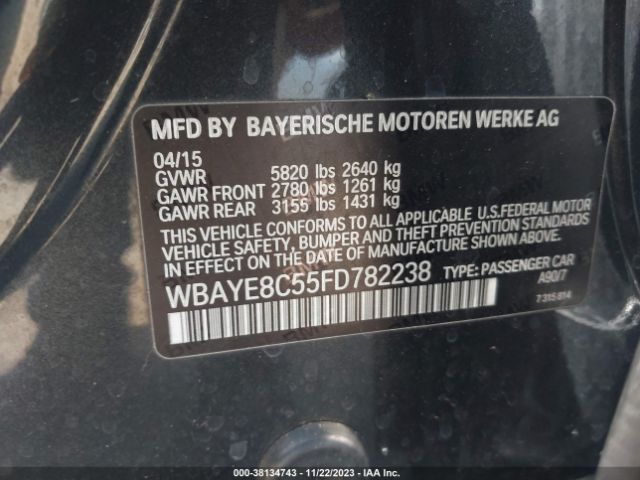 MFD BY BAYERISCHE MOTOREN WERKE AG
04/15
GVWR 5820 lbs 2640 kg
GAWR FRONT 2780 lbs 1261 kg
GAWR REAR 3155 lbs 1431 kg
THIS VEHICLE CONFORMS TO ALL APPLICABLE U.S.FEDERAL MOTOR
VEHICLE SAFETY, BUMPER AND THEFT PREVENTION STANDARDS
IN EFFECT ON THE DATE OF MANUFACTURE SHOWN ABOVE.
WBAYE8C55FD782238 TYPE: PASSENGER CAR
A90/7
7 315 814
000 - 38134743 - 11/22/2023 - IAA Inc.